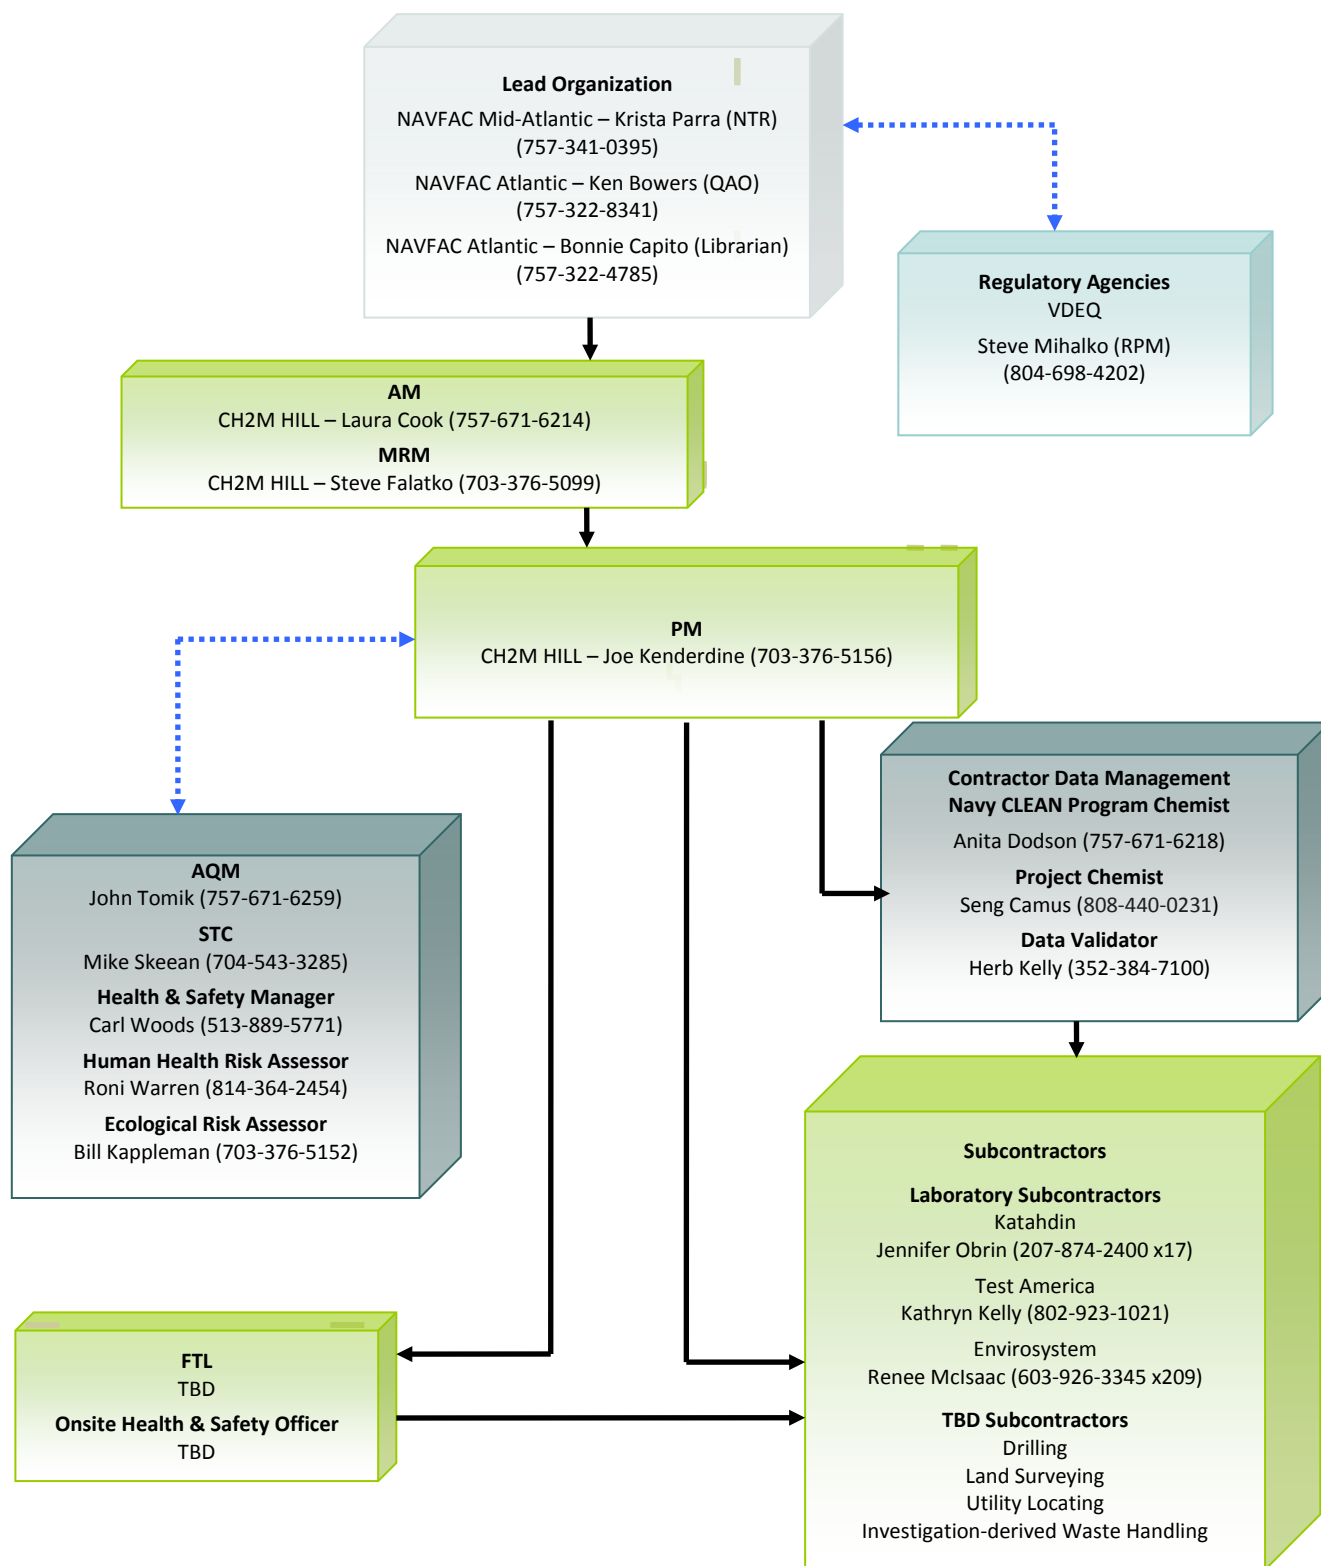 Lead Organization
NAVFAC Mid-Atlantic – Krista Parra (NTR)
(757-341-0395)
NAVFAC Atlantic – Ken Bowers (QAO)
(757-322-8341)
NAVFAC Atlantic – Bonnie Capito (Librarian)
(757-322-4785)
Regulatory Agencies
VDEQ
Steve Mihalko (RPM)
(804-698-4202)
AM
CH2M HILL – Laura Cook (757-671-6214)
MRM
CH2M HILL – Steve Falatko (703-376-5099)
PM
CH2M HILL – Joe Kenderdine (703-376-5156)
Contractor Data Management
Navy CLEAN Program Chemist
Anita Dodson (757-671-6218)
Project Chemist
Seng Camus (808-440-0231)
Data Validator
Herb Kelly (352-384-7100)
AQM
John Tomik (757-671-6259)
STC
Mike Skeean (704-543-3285)
Health & Safety Manager
Carl Woods (513-889-5771)
Human Health Risk Assessor
Roni Warren (814-364-2454)
Ecological Risk Assessor
Bill Kappleman (703-376-5152)
Subcontractors
Laboratory Subcontractors
Katahdin
Jennifer Obrin (207-874-2400 x17)
Test America
Kathryn Kelly (802-923-1021)
Envirosystem
Renee McIsaac (603-926-3345 x209)
TBD Subcontractors
Drilling
Land Surveying
Utility Locating
Investigation-derived Waste Handling
FTL
TBD
Onsite Health & Safety Officer
TBD